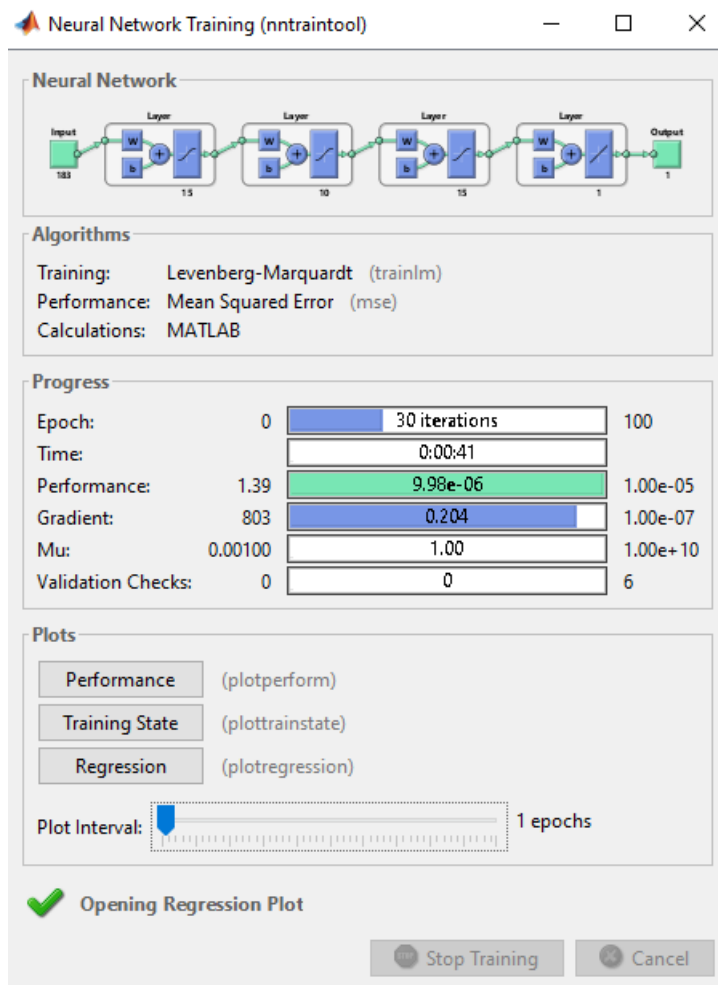 Neural Network Training (nntraintool)
Neural Network
Layer Layer Layer Layer
Input Output
W W W W
b b b b
183 15 10 15 1 1
Algorithms
Training: Levenberg-Marquardt (trainlm)
Performance: Mean Squared Error (mse)
Calculations: MATLAB
Progress
Epoch: 0 30 iterations 100
Time: 0:00:41
Performance: 1.39 9.98e-06 1.00e-05
Gradient: 803 0.204 1.00e-07
Mu: 0.00100 1.00 1.00e+10
Validation Checks: 0 0 6
Plots
Performance (plotperform)
Training State (plottrainstate)
Regression (plotregression)
Plot Interval: 1 epochs
Opening Regression Plot
Stop Training Cancel